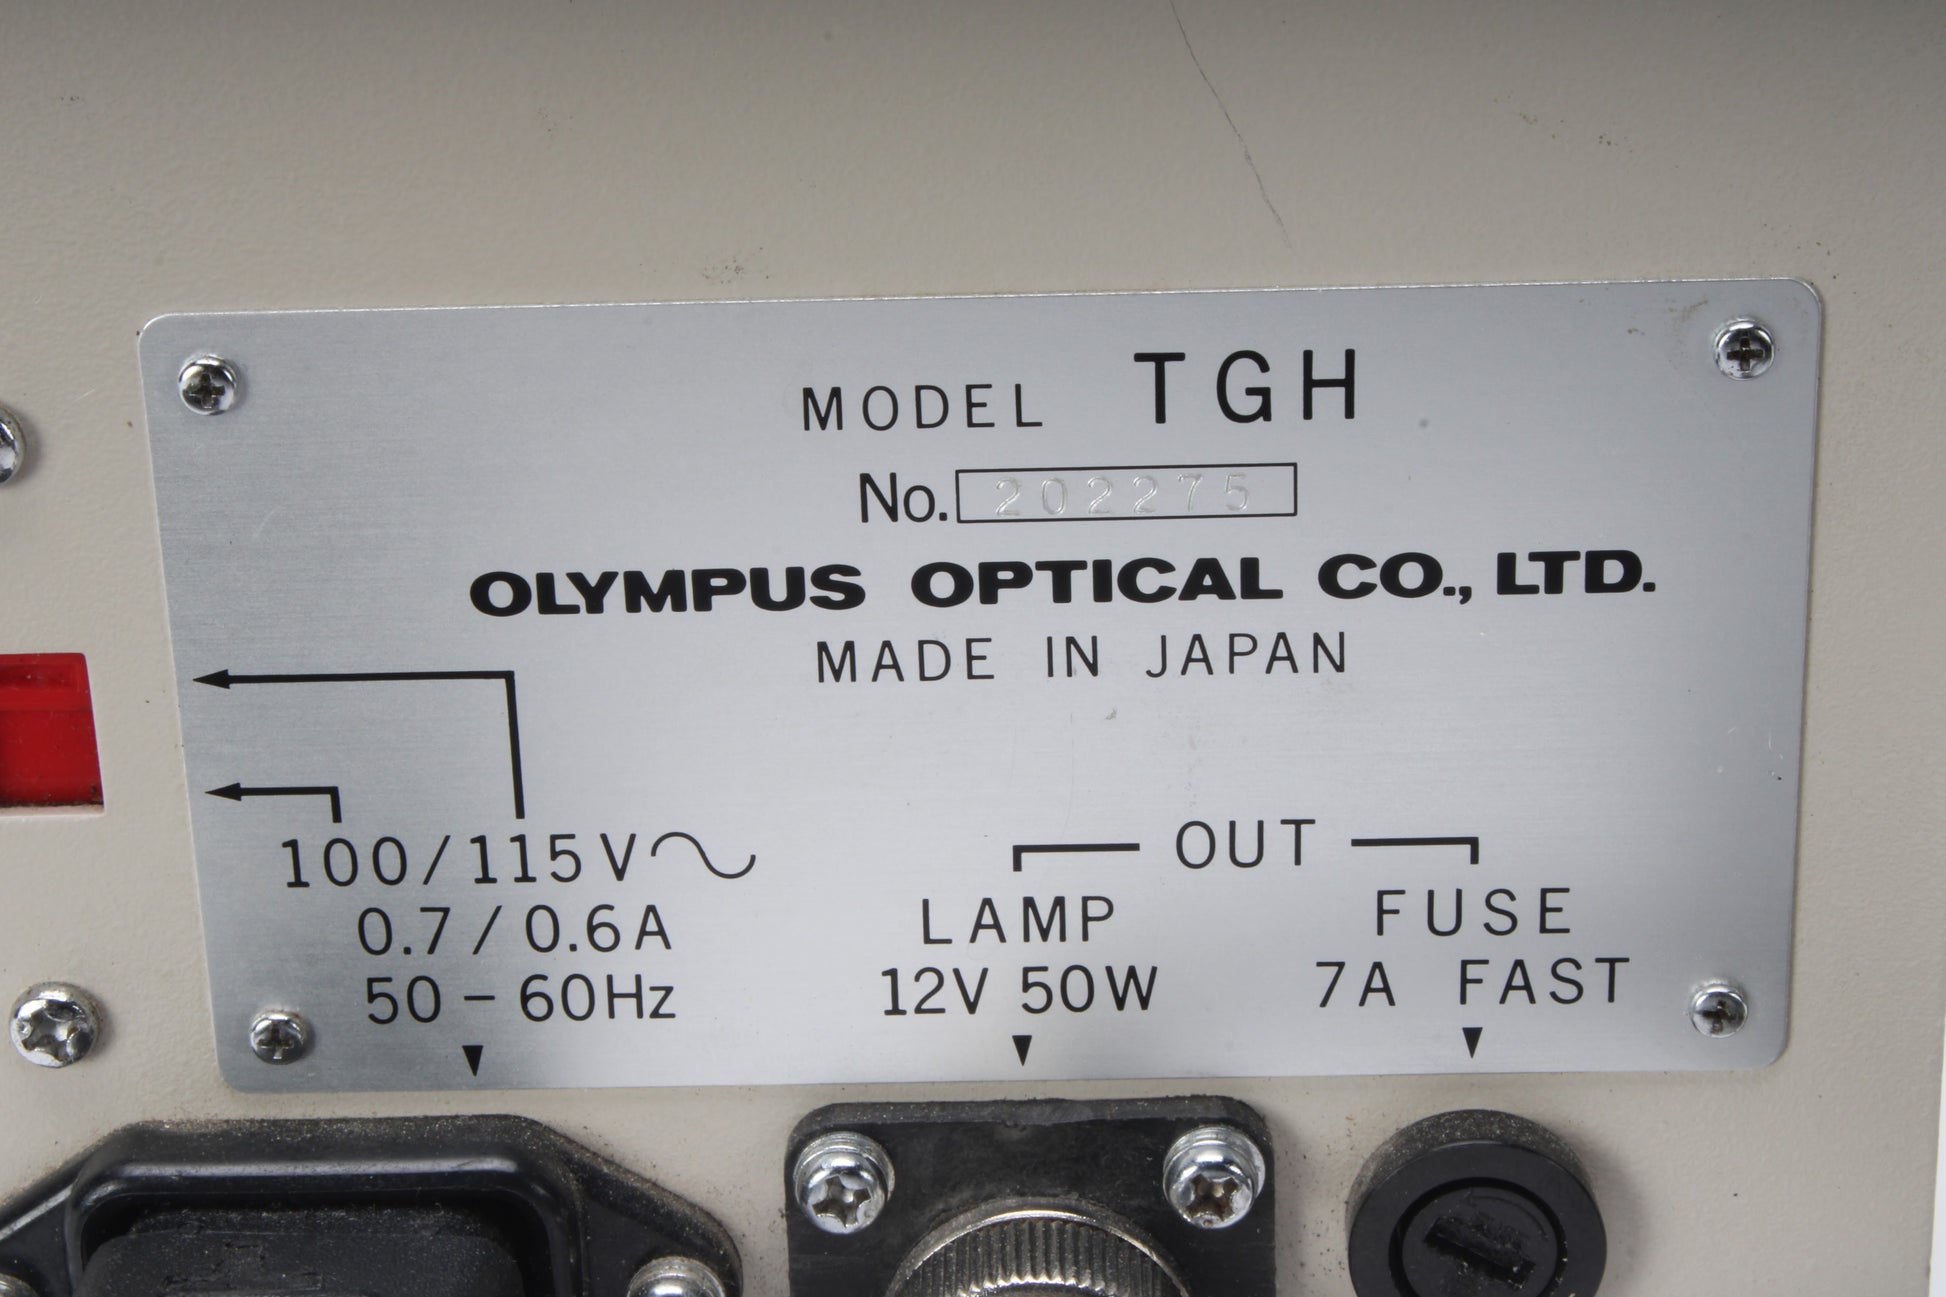 MODEL TGH
No. 202275
OLYMPUS OPTICAL CO., LTD.
MADE IN JAPAN
100/115V
0.7/0.6A
50-60Hz
OUT
LAMP
12V 50W
FUSE
7A FAST